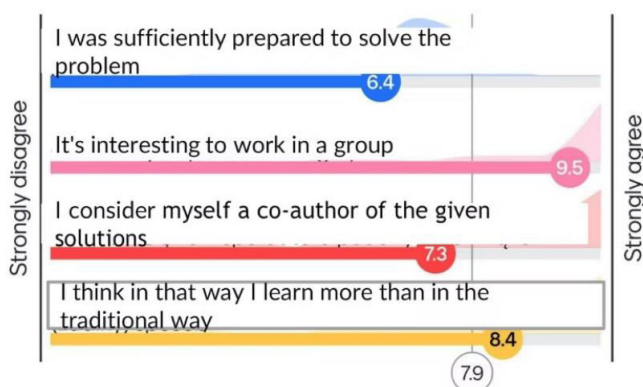 Strongly disagree
I was sufficiently prepared to solve the
problem
6.4
It's interesting to work in a group
9.5
I consider myself a co-author of the given
solutions
7.3
I think in that way I learn more than in the
traditional way
8.4
7.9
Strongly agree